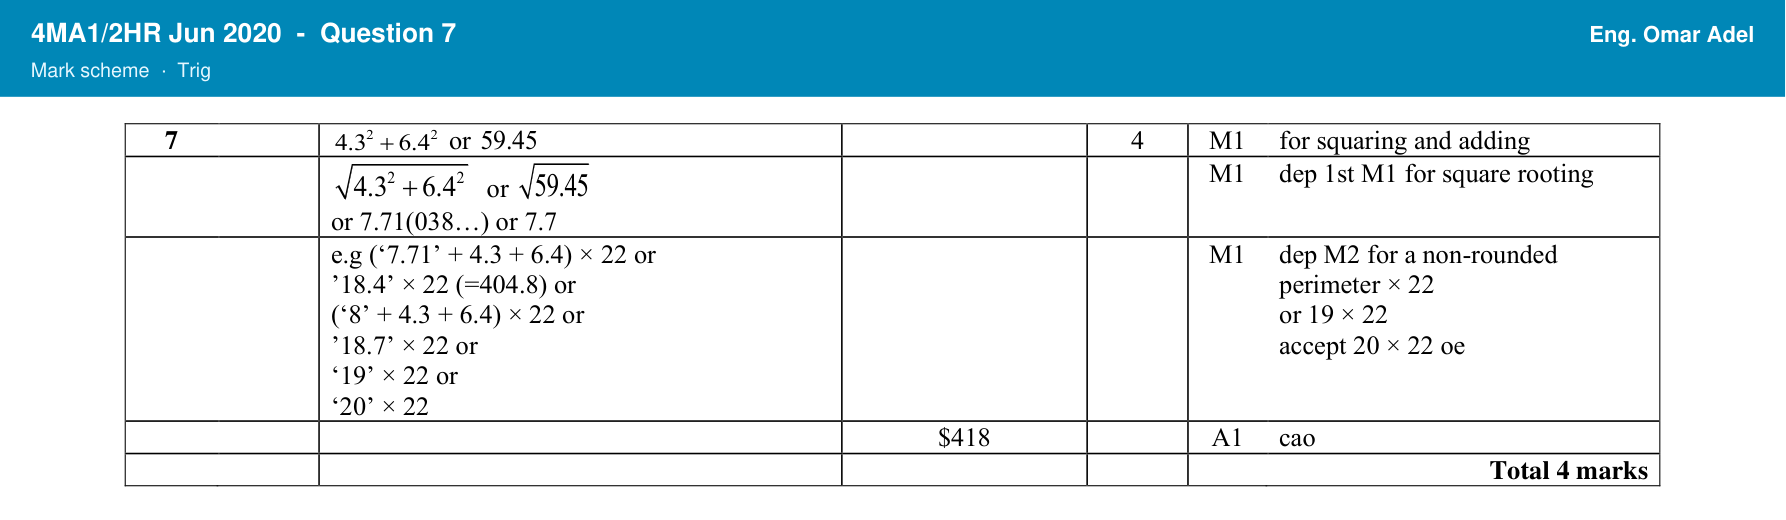 4MA1/2HR Jun 2020 - Question 7
Eng. Omar Adel
Mark scheme · Trig
7 4.3² + 6.4² or 59.45 4 M1 for squaring and adding
√(4.3² + 6.4²) or √59.45 M1 dep 1st M1 for square rooting
or 7.71(038…) or 7.7
e.g (‘7.71’ + 4.3 + 6.4) × 22 or M1 dep M2 for a non-rounded
’18.4’ × 22 (=404.8) or perimeter × 22
(‘8’ + 4.3 + 6.4) × 22 or or 19 × 22
’18.7’ × 22 or accept 20 × 22 oe
‘19’ × 22 or
‘20’ × 22
$418 A1 cao
Total 4 marks